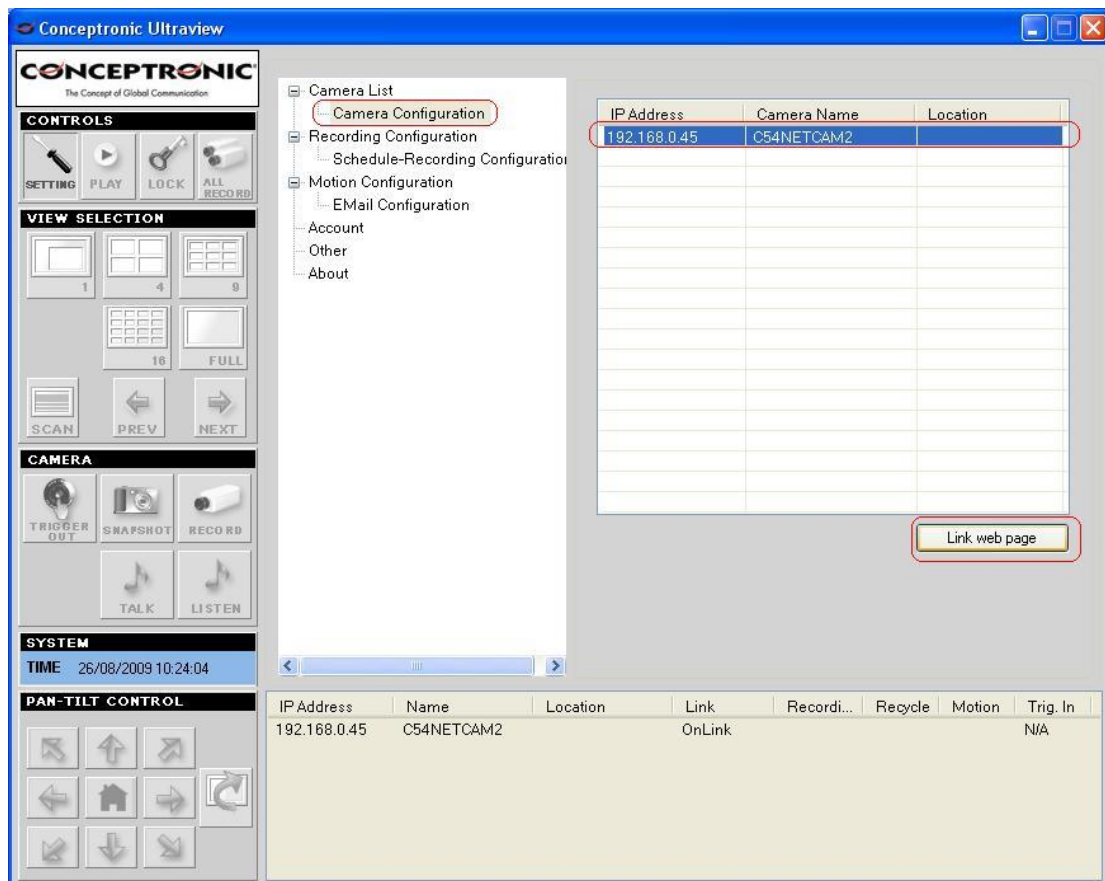 Conceptronic Ultraview
CONCEPTRONIC
The Concept of Global Communication
CONTROLS
SETTING PLAY LOCK ALL RECORD
VIEW SELECTION
1 4 9
16 FULL
SCAN PREV NEXT
CAMERA
TRIGGER OUT SNAPSHOT RECORD
TALK LISTEN
SYSTEM
TIME 26/08/2009 10:24:04
PAN-TILT CONTROL
Camera List
Camera Configuration
Recording Configuration
Schedule-Recording Configuration
Motion Configuration
EMail Configuration
Account
Other
About
IP Address Camera Name Location
192.168.0.45 C54NETCAM2
Link web page
IP Address Name Location Link Recordi... Recycle Motion Trig. In
192.168.0.45 C54NETCAM2 OnLink N/A